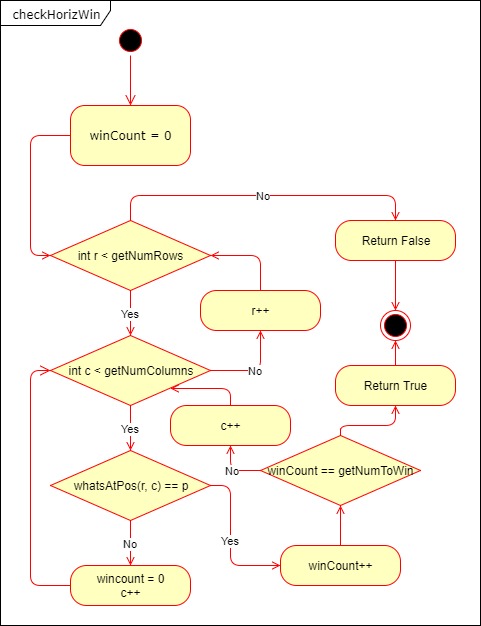 checkHorizWin
winCount = 0
No
int r < getNumRows
Return False
r++
Yes
int c < getNumColumns
No
Return True
c++
Yes
No
winCount == getNumToWin
whatsAtPos(r, c) == p
Yes
No
winCount++
wincount = 0
c++